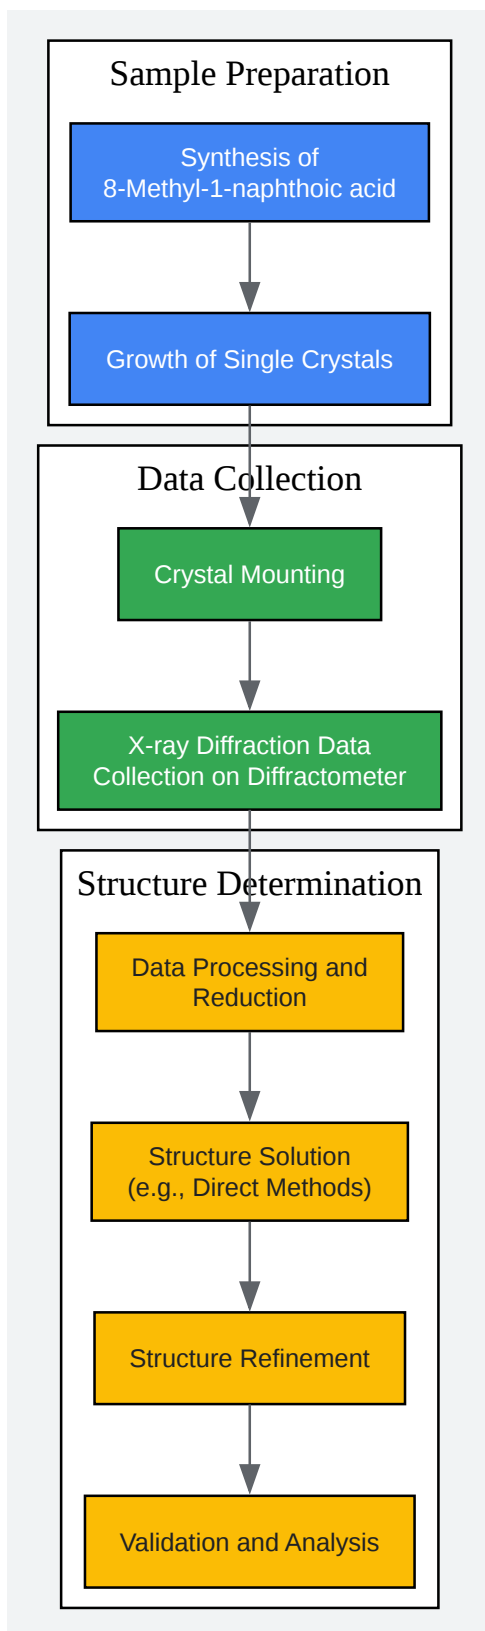 Sample Preparation
Synthesis of
8-Methyl-1-naphthoic acid
Growth of Single Crystals
Data Collection
Crystal Mounting
X-ray Diffraction Data
Collection on Diffractometer
Structure Determination
Data Processing and
Reduction
Structure Solution
(e.g., Direct Methods)
Structure Refinement
Validation and Analysis